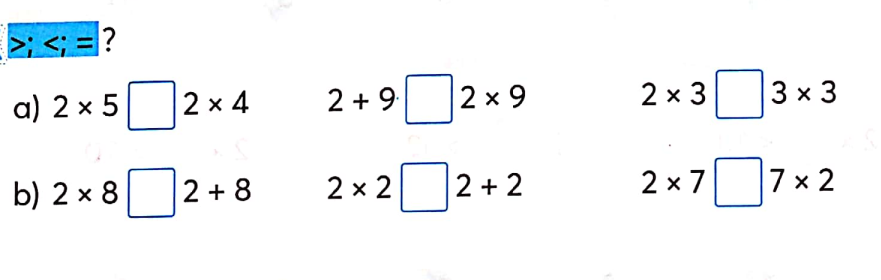 >; <; = ?
a) 2 × 5 □ 2 × 4 2 + 9 □ 2 × 9 2 × 3 □ 3 × 3
b) 2 × 8 □ 2 + 8 2 × 2 □ 2 + 2 2 × 7 □ 7 × 2